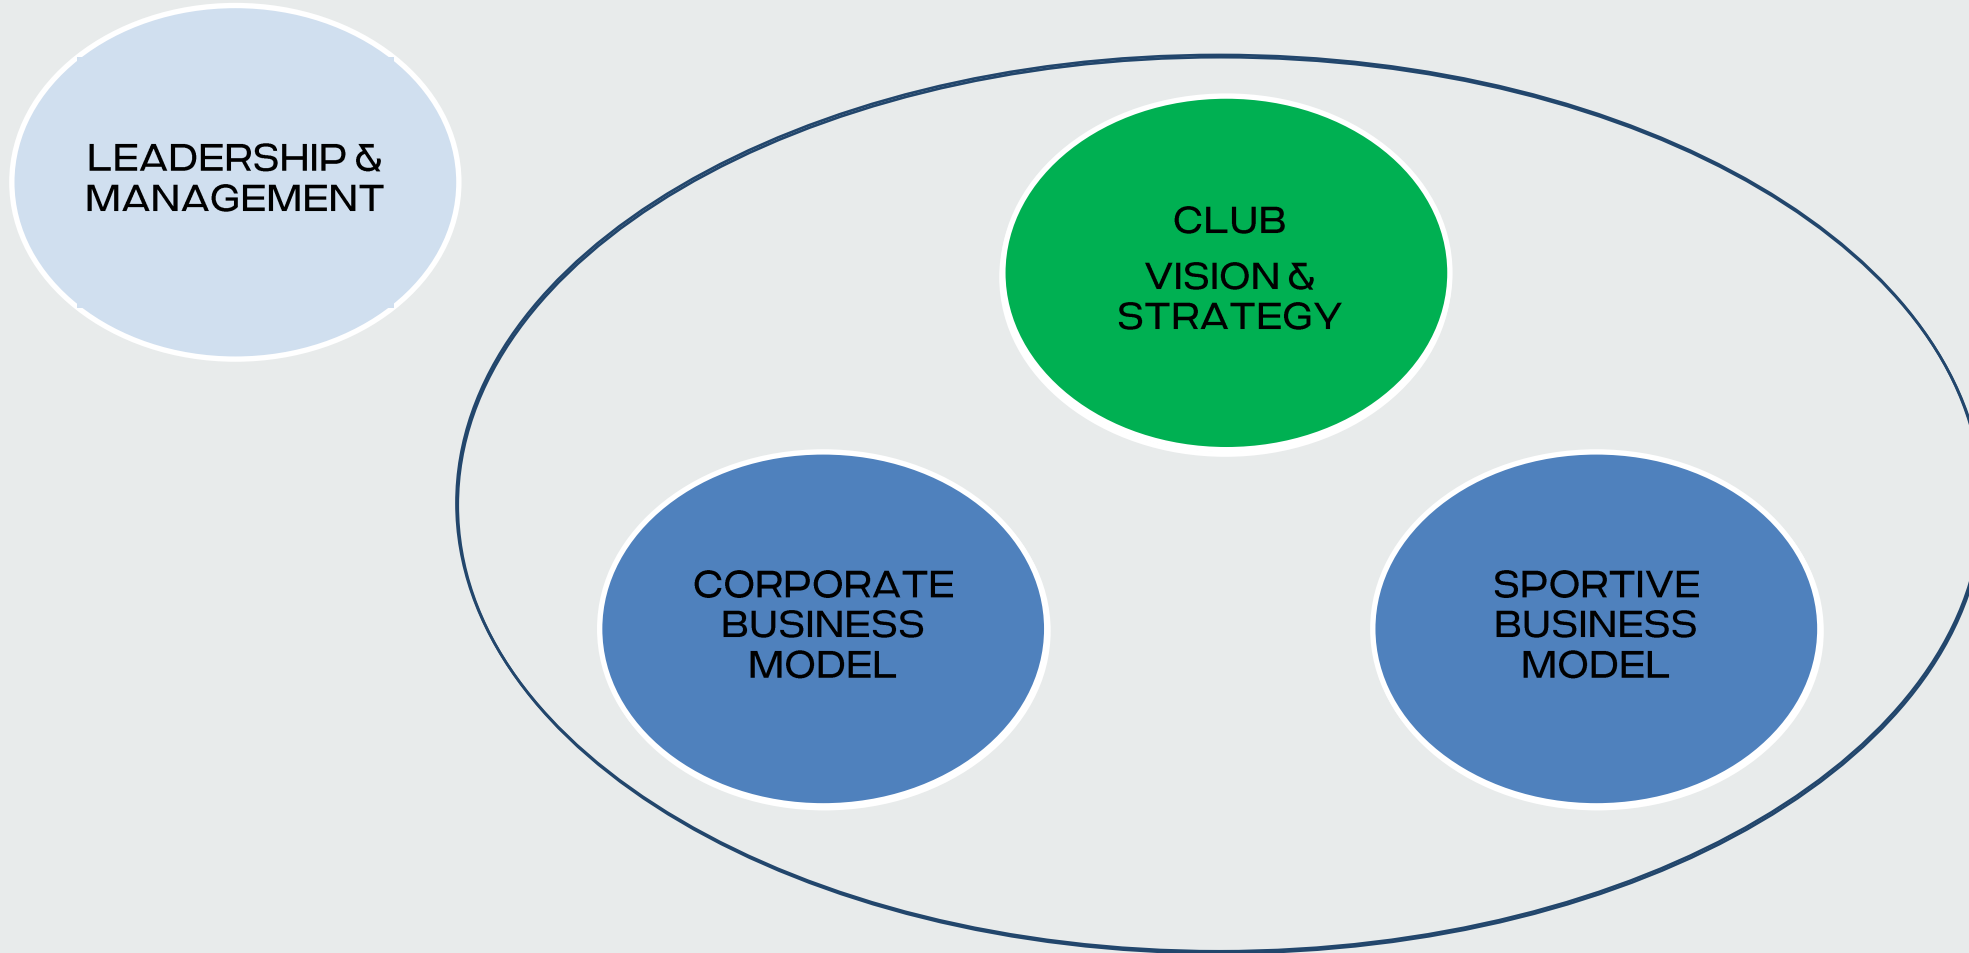 LEADERSHIP &
MANAGEMENT
CLUB
VISION &
STRATEGY
CORPORATE
BUSINESS
MODEL
SPORTIVE
BUSINESS
MODEL